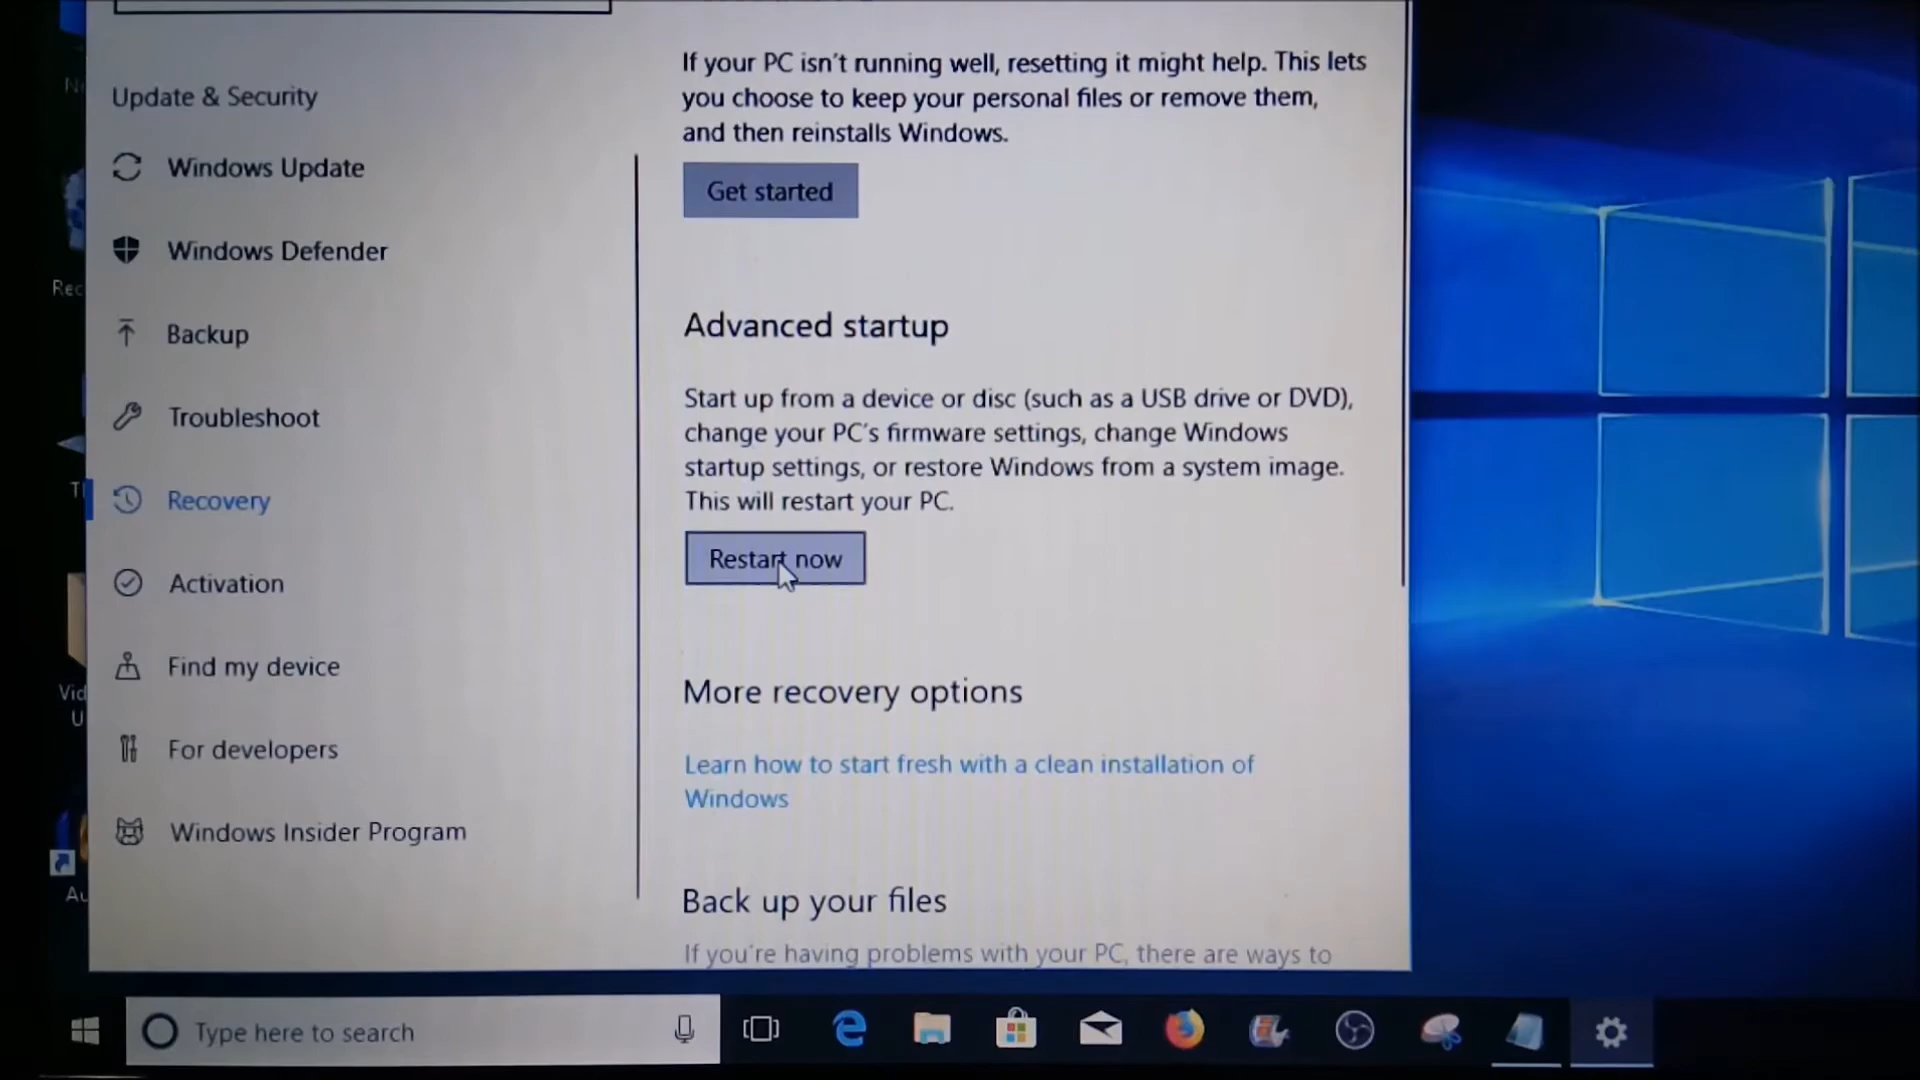 If your PC isn't running well, resetting it might help. This lets
you choose to keep your personal files or remove them,
and then reinstalls Windows.
Get started
Update & Security
Windows Update
Windows Defender
Backup
Troubleshoot
Recovery
Activation
Find my device
For developers
Windows Insider Program
Advanced startup
Start up from a device or disc (such as a USB drive or DVD),
change your PC's firmware settings, change Windows
startup settings, or restore Windows from a system image.
This will restart your PC.
Restart now
More recovery options
Learn how to start fresh with a clean installation of
Windows
Back up your files
If you're having problems with your PC, there are ways to
Rec
Vid
U
Au
Type here to search